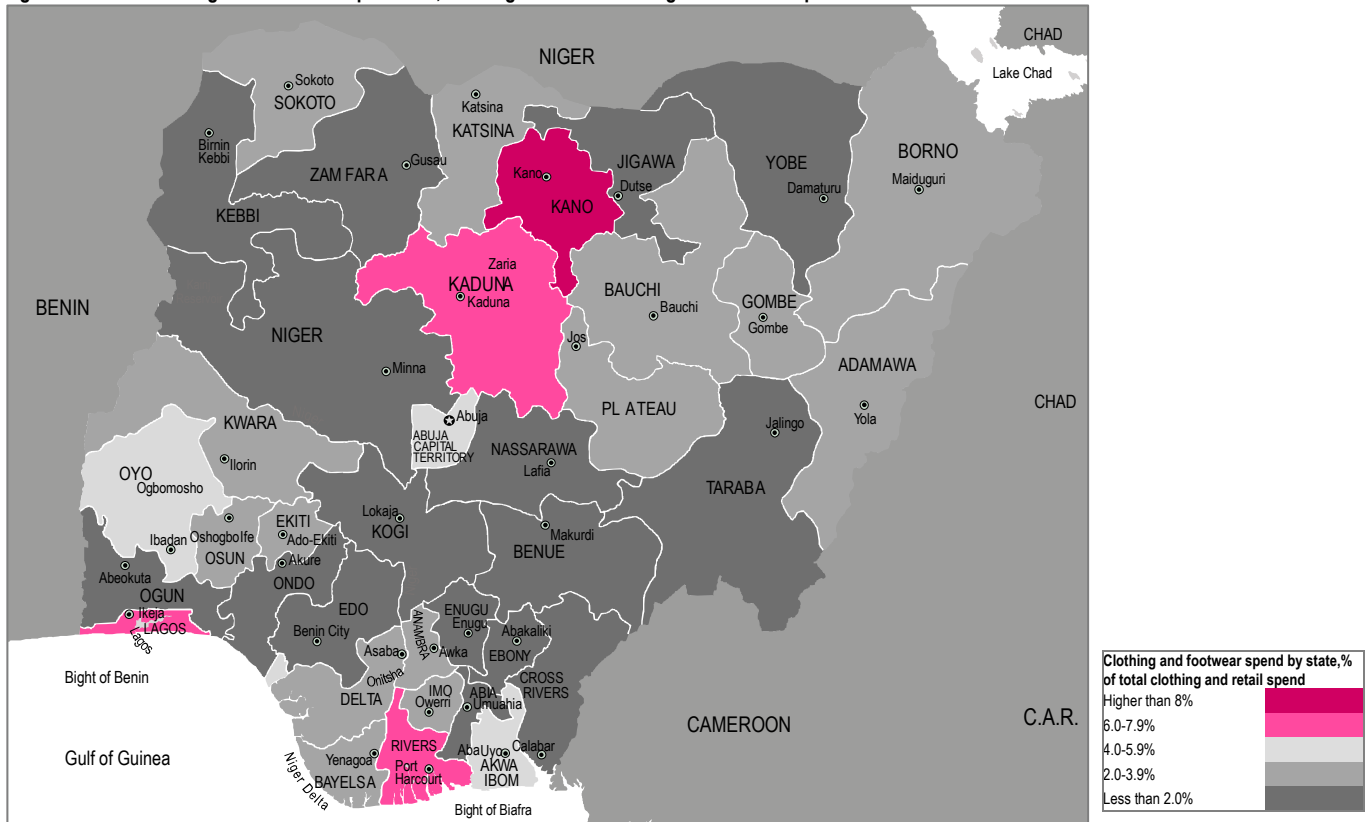 NIGER
CHAD
Lake Chad
Sokoto
SOKOTO
Katsina
KATSINA
Birnin
Kebbi
ZAM FAR A
Gusau
KEBBI
Kano
KANO
JIGAWA
Dutse
YOBE
Damaturu
BORNO
Maiduguri
Zaria
KADUNA
Kaduna
BAUCHI
Bauchi
GOMBE
Gombe
BENIN
NIGER
Minna
Jos
ADAMAWA
Yola
PL ATEAU
CHAD
KWARA
Ilorin
Abuja
ABUJA
CAPITAL
TERRITORY
NASSARAWA
Lafia
Jalingo
TARABA
OYO
Ogbomosho
Ibadan
Oshogbo Ife
OSUN
EKITI
Ado-Ekiti
Akure
ONDO
Lokaja
KOGI
Makurdi
BENUE
Abeokuta
OGUN
Ikeja
LAGOS
Lagos
EDO
Benin City
ENUGU
Enugu
Abakaliki
EBONY
ANAMBRA
Awka
Asaba
Onitsha
DELTA
IMO
Owerri
ABIA
Umuahia
CROSS
RIVERS
Bight of Benin
Gulf of Guinea
Niger Delta
Yenagoa
BAYELSA
RIVERS
Port
Harcourt
Aba
Uyo
Calabar
AKWA
IBOM
Bight of Biafra
CAMEROON
C.A.R.
Clothing and footwear spend by state,%
of total clothing and retail spend
Higher than 8%
6.0-7.9%
4.0-5.9%
2.0-3.9%
Less than 2.0%